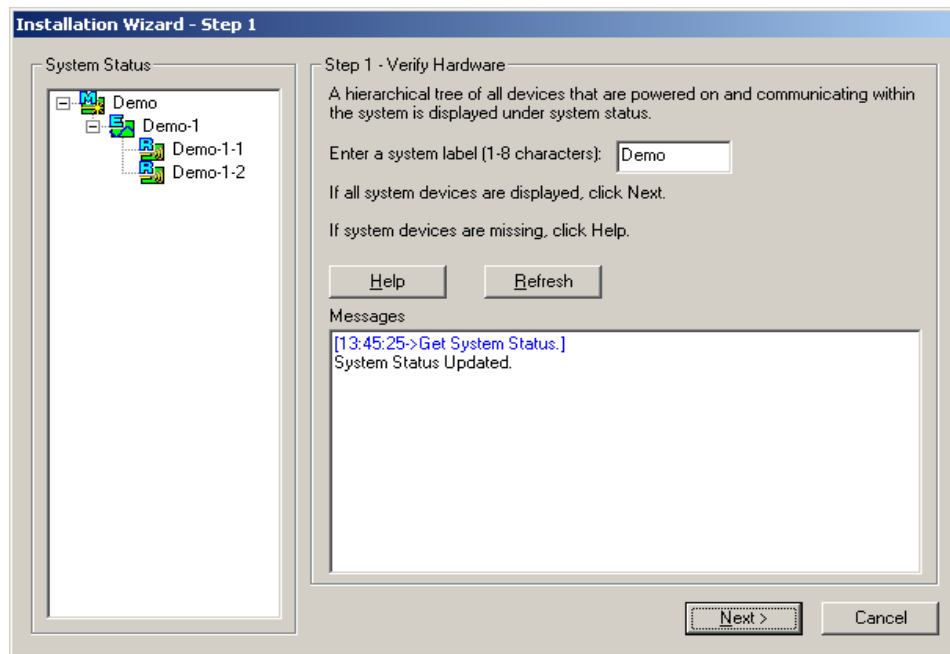 Installation Wizard - Step 1
System Status
M Demo
E Demo-1
R Demo-1-1
R Demo-1-2
Step 1 - Verify Hardware
A hierarchical tree of all devices that are powered on and communicating within
the system is displayed under system status.
Enter a system label (1-8 characters): Demo
If all system devices are displayed, click Next.
If system devices are missing, click Help.
Help Refresh
Messages
[13:45:25->Get System Status.]
System Status Updated.
Next > Cancel